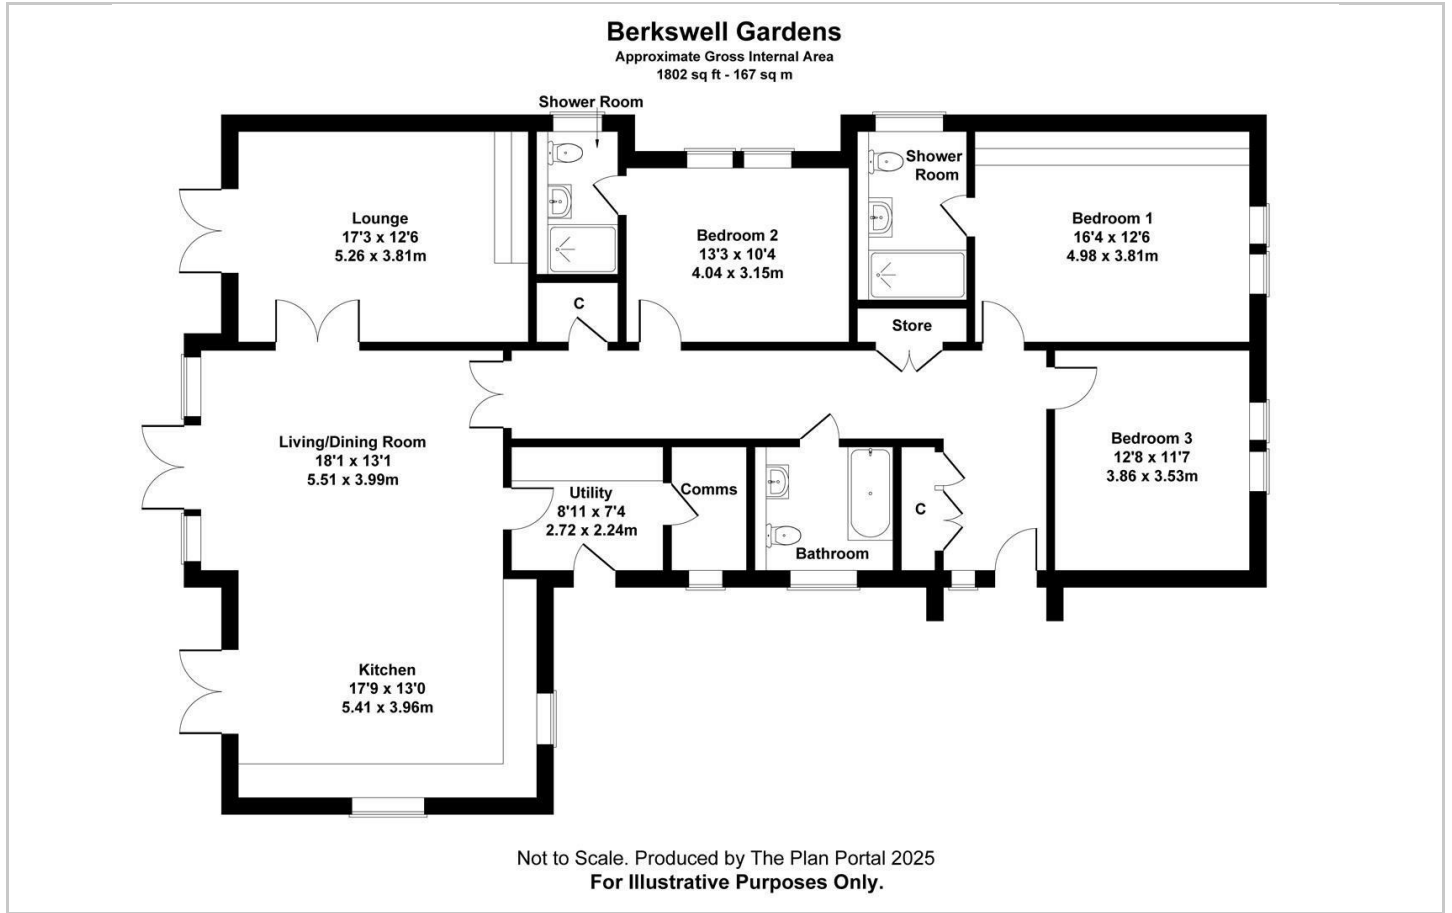 Berkswell Gardens
Approximate Gross Internal Area
1802 sq ft - 167 sq m
Shower Room
Lounge
17'3 x 12'6
5.26 x 3.81m
C
Bedroom 2
13'3 x 10'4
4.04 x 3.15m
Shower
Room
Store
Bedroom 1
16'4 x 12'6
4.98 x 3.81m
Living/Dining Room
18'1 x 13'1
5.51 x 3.99m
Utility
8'11 x 7'4
2.72 x 2.24m
Comms
Bathroom
C
Bedroom 3
12'8 x 11'7
3.86 x 3.53m
Kitchen
17'9 x 13'0
5.41 x 3.96m
Not to Scale. Produced by The Plan Portal 2025
For Illustrative Purposes Only.